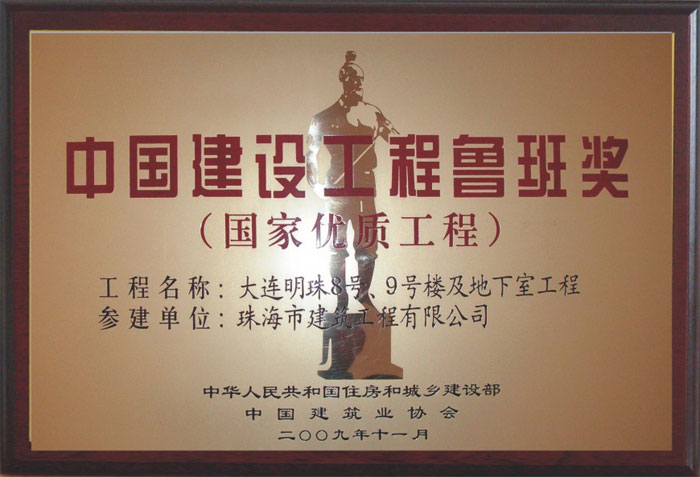 中国建设工程鲁班奖
（国家优质工程）
工程名称：大连明珠8号、9号楼及地下室工程
参建单位：珠海市建筑工程有限公司
中华人民共和国住房和城乡建设部
中国建筑业协会
二〇〇九年十一月